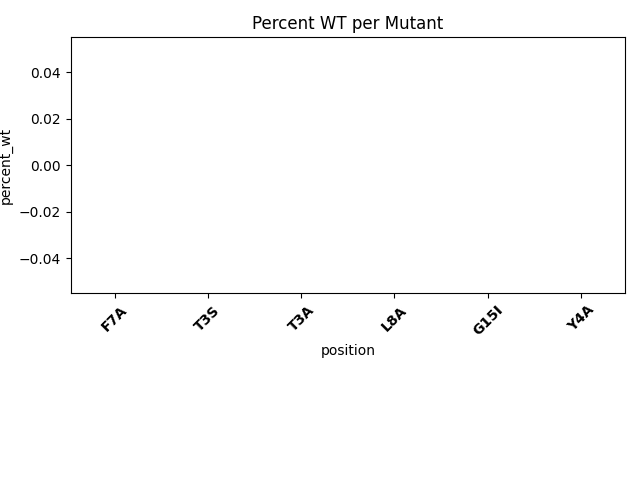 Percent WT per Mutant
percent_wt
0.04
0.02
0.00
−0.02
−0.04
F7A T3S T3A L8A G15I Y4A
position